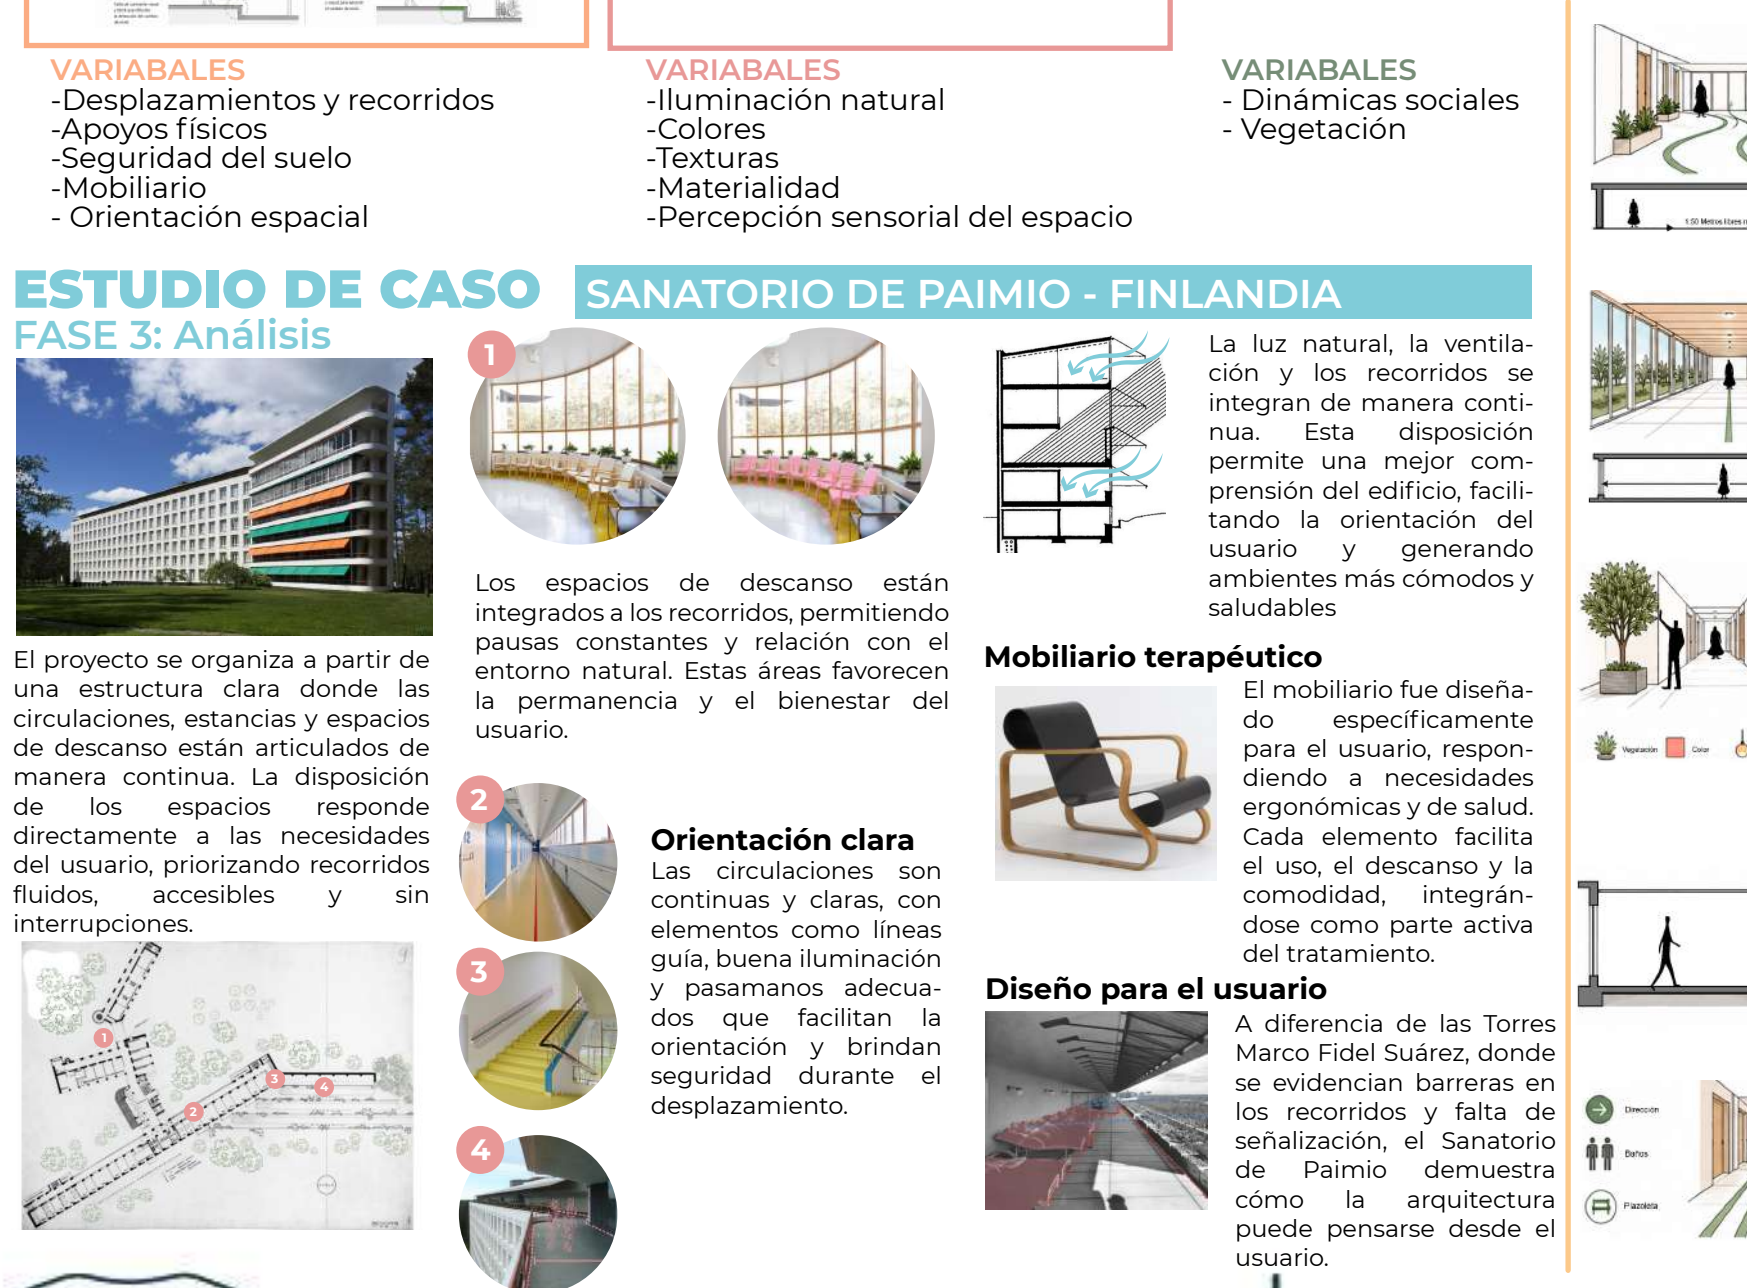 VARIABALES
-Desplazamientos y recorridos
-Apoyos físicos
-Seguridad del suelo
-Mobiliario
- Orientación espacial
VARIABALES
-Iluminación natural
-Colores
-Texturas
-Materialidad
-Percepción sensorial del espacio
VARIABALES
- Dinámicas sociales
- Vegetación
ESTUDIO DE CASO
SANATORIO DE PAIMIO - FINLANDIA
FASE 3: Análisis
El proyecto se organiza a partir de
una estructura clara donde las
circulaciones, estancias y espacios
de descanso están articulados de
manera continua. La disposición
de los espacios responde
directamente a las necesidades
del usuario, priorizando recorridos
fluidos, accesibles y sin
interrupciones.
1
3
4
2
1
Los espacios de descanso están
integrados a los recorridos, permitiendo
pausas constantes y relación con el
entorno natural. Estas áreas favorecen
la permanencia y el bienestar del
usuario.
2
3
4
Orientación clara
Las circulaciones son
continuas y claras, con
elementos como líneas
guía, buena iluminación
y pasamanos adecua-
dos que facilitan la
orientación y brindan
seguridad durante el
desplazamiento.
La luz natural, la ventila-
ción y los recorridos se
integran de manera conti-
nua. Esta disposición
permite una mejor com-
prensión del edificio, facili-
tando la orientación del
usuario y generando
ambientes más cómodos y
saludables
Mobiliario terapéutico
El mobiliario fue diseña-
do específicamente
para el usuario, respon-
diendo a necesidades
ergonómicas y de salud.
Cada elemento facilita
el uso, el descanso y la
comodidad, integrán-
dose como parte activa
del tratamiento.
Diseño para el usuario
A diferencia de las Torres
Marco Fidel Suárez, donde
se evidencian barreras en
los recorridos y falta de
señalización, el Sanatorio
de Paimio demuestra
cómo la arquitectura
puede pensarse desde el
usuario.
1:50 Metros libres
Vegetación
Color
Dirección
Baños
Plazoleta